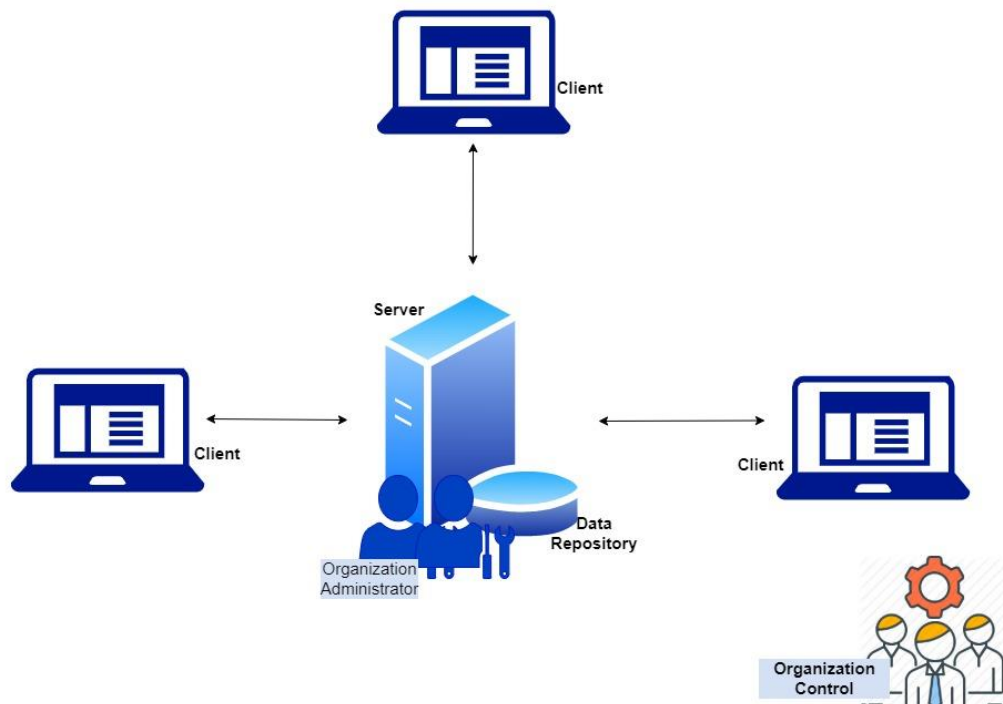 Client
Server
Client
Client
Data
Repository
Organization
Administrator
Organization
Control